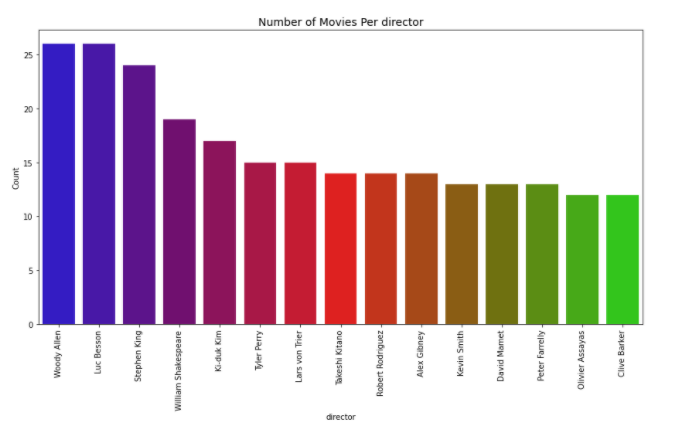 Number of Movies Per director
Count
25
20
15
10
5
0
Woody Allen
Luc Besson
Stephen King
William Shakespeare
Ki-duk Kim
Tyler Perry
Lars von Trier
Takeshi Kitano
Robert Rodriguez
Alex Gibney
Kevin Smith
David Mamet
Peter Farrelly
Olivier Assayas
Clive Barker
director